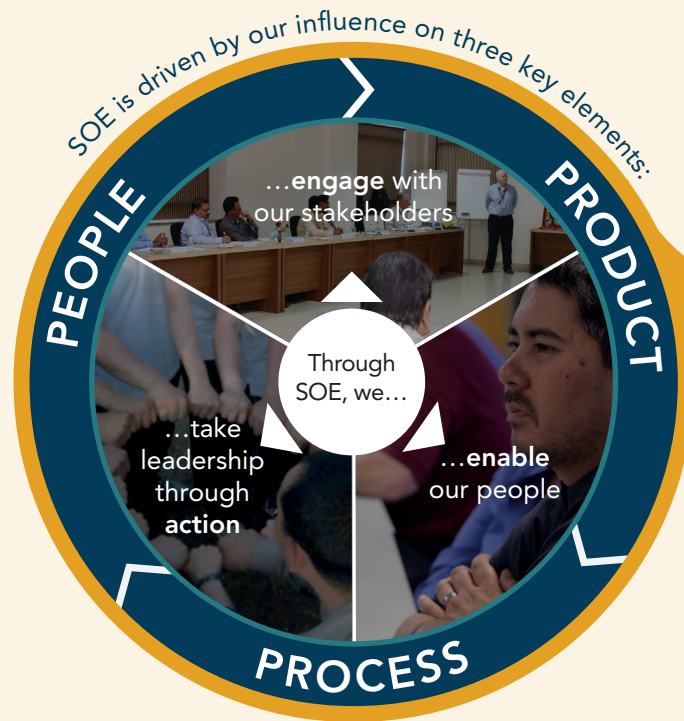 SOE is driven by our influence on three key elements:
PEOPLE
PRODUCT
PROCESS
Through
SOE, we…
…engage with
our stakeholders
…enable
our people
…take
leadership
through
action